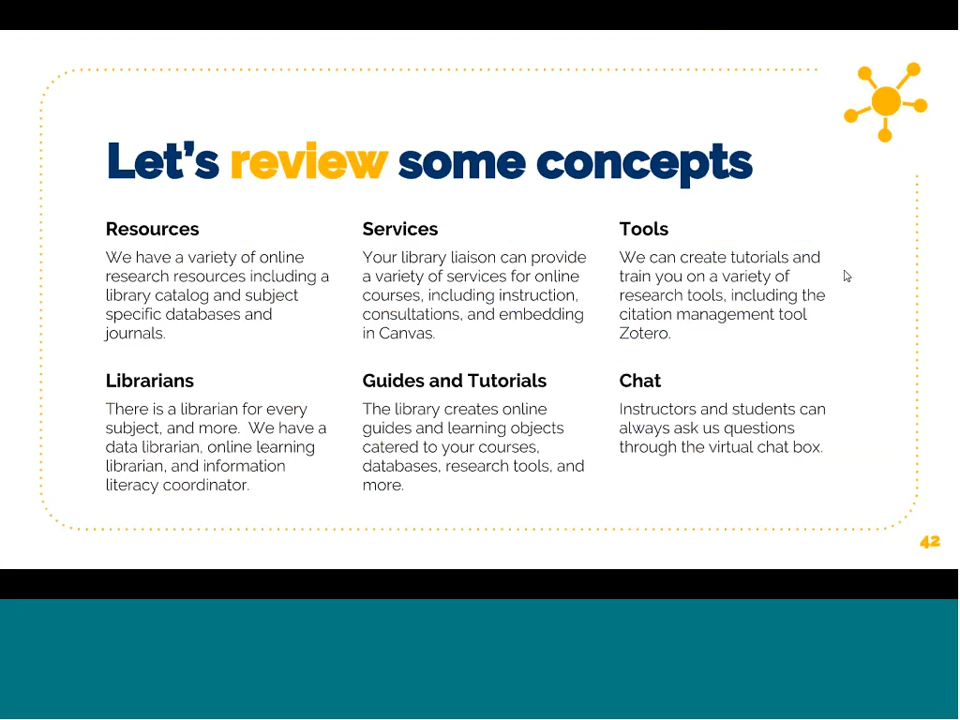 Let's review some concepts
Resources
We have a variety of online
research resources including a
library catalog and subject
specific databases and
journals.
Services
Your library liaison can provide
a variety of services for online
courses, including instruction,
consultations, and embedding
in Canvas.
Tools
We can create tutorials and
train you on a variety of
research tools, including the
citation management tool
Zotero.
Librarians
There is a librarian for every
subject, and more.  We have a
data librarian, online learning
librarian, and information
literacy coordinator.
Guides and Tutorials
The library creates online
guides and learning objects
catered to your courses,
databases, research tools, and
more.
Chat
Instructors and students can
always ask us questions
through the virtual chat box.
42